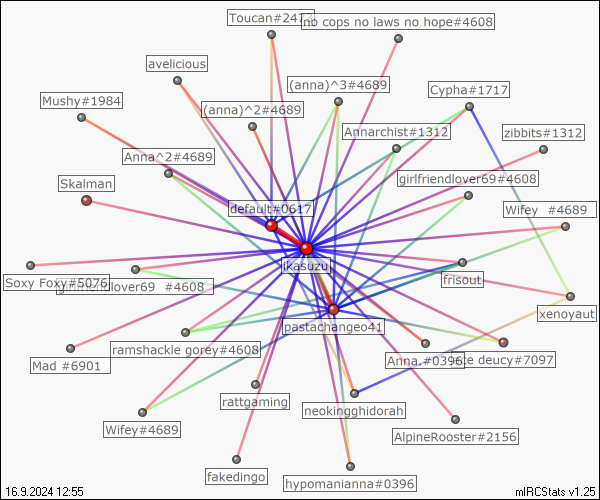 Toucan#247
no cops no laws no hope#4608
avelicious
(anna)^3#4689
Cypha#1717
Mushy#1984
(anna)^2#4689
Annarchist#1312
zibbits#1312
Anna^2#4689
girlfriendlover69#4608
Skalman
default#0617
Wifey #4689
ikasuzu
frisout
Soxy Foxy#5076
lover69 #4608
xenoyaut
pastachangeo41
ramshackle gorey#4608
Anna.#0396
te deucy#7097
Mad #6901
rattgaming
neokingghidorah
Wifey#4689
AlpineRooster#2156
fakedingo
hypomanianna#0396
16.9.2024 12:55
mIRCStats v1.25